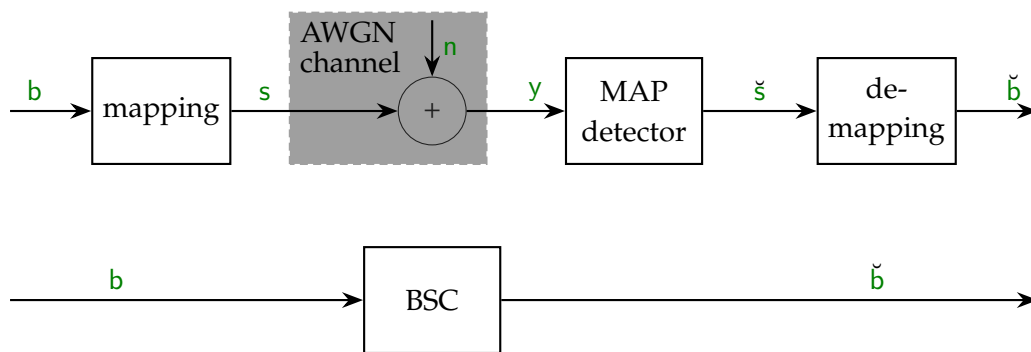 AWGN
channel
n
b
mapping
s
+
y
MAP
detector
s̆
de-
mapping
b̆
b
BSC
b̆